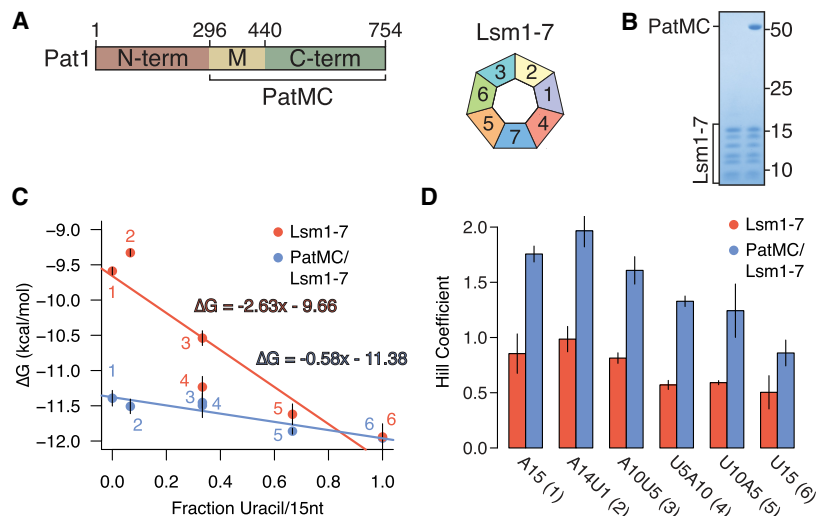 A
1 296 440 754
Pat1 N-term M C-term
PatMC
Lsm1-7
3 2
6 1
5 4
7
B
PatMC
50
25
15
10
Lsm1-7
C
ΔG (kcal/mol)
−9.0
−9.5
−10.0
−10.5
−11.0
−11.5
−12.0
2
1
3
4
5
6
1
2
3
4
5
6
Lsm1-7
PatMC/
Lsm1-7
ΔG = -2.63x - 9.66
ΔG = -0.58x - 11.38
0.0 0.2 0.4 0.6 0.8 1.0
Fraction Uracil/15nt
D
Hill Coefficient
2.0
1.5
1.0
0.5
0.0
Lsm1-7
PatMC/
Lsm1-7
A15 (1)
A14U1 (2)
A10U5 (3)
U5A10 (4)
U10A5 (5)
U15 (6)